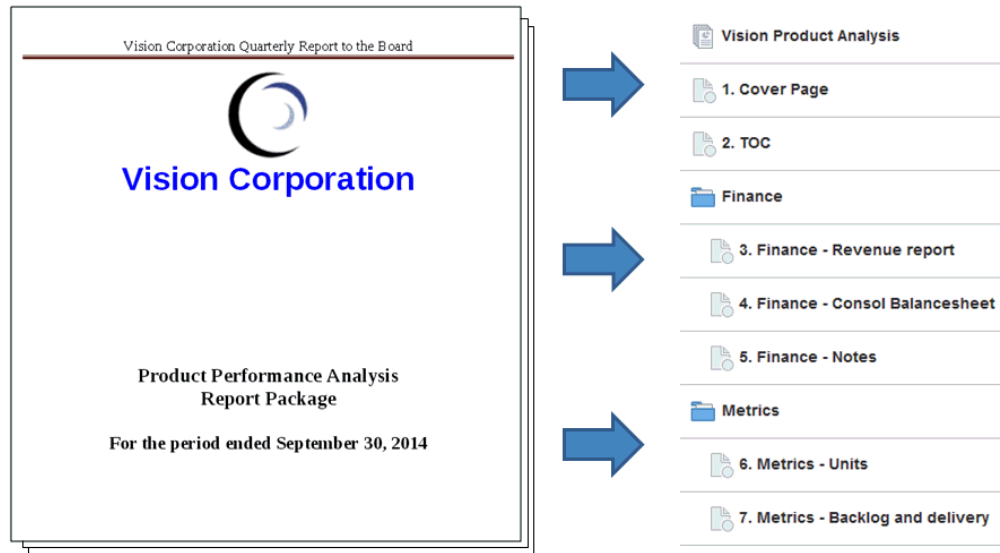 Vision Corporation Quarterly Report to the Board
Vision Corporation
Product Performance Analysis
Report Package
For the period ended September 30, 2014
Vision Product Analysis
1. Cover Page
2. TOC
Finance
3. Finance - Revenue report
4. Finance - Consol Balancesheet
5. Finance - Notes
Metrics
6. Metrics - Units
7. Metrics - Backlog and delivery